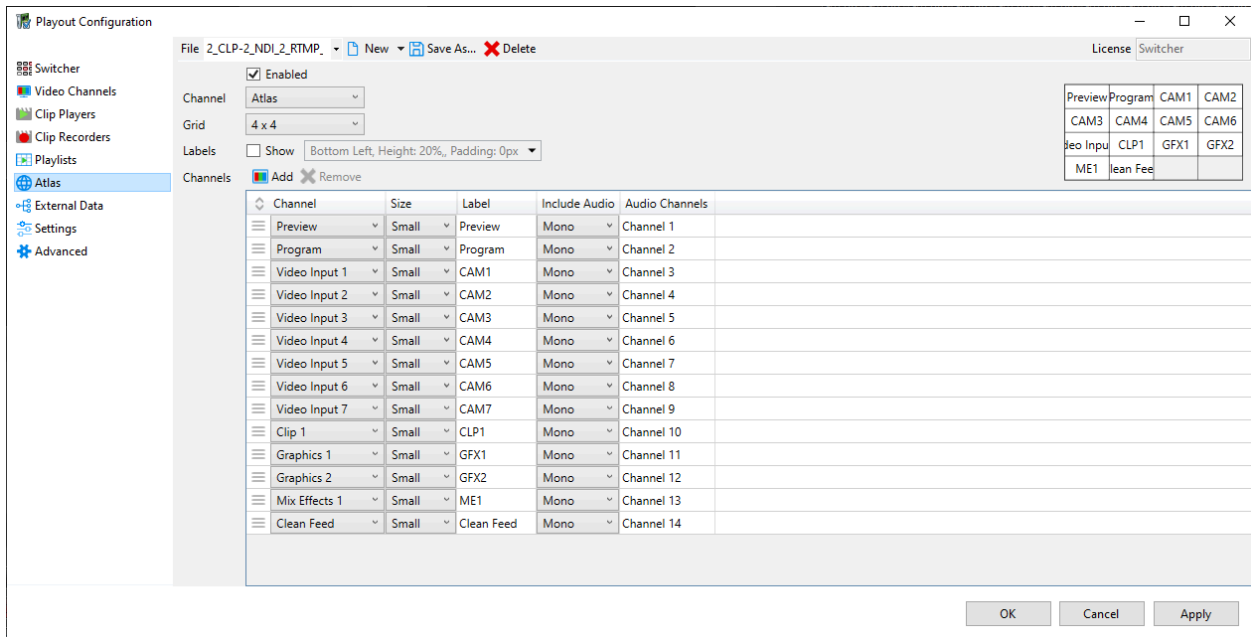 Playout Configuration
File 2_CLP-2_NDI_2_RTMP_ New Save As... Delete License Switcher
Switcher
Video Channels
Clip Players
Clip Recorders
Playlists
Atlas
External Data
Settings
Advanced
Enabled
Channel Atlas
Grid 4 x 4
Labels Show Bottom Left, Height: 20%,, Padding: 0px
Channels Add Remove
Preview Program CAM1 CAM2
CAM3 CAM4 CAM5 CAM6
deo Inpu CLP1 GFX1 GFX2
ME1 lean Fee
Channel Size Label Include Audio Audio Channels
Preview Small Preview Mono Channel 1
Program Small Program Mono Channel 2
Video Input 1 Small CAM1 Mono Channel 3
Video Input 2 Small CAM2 Mono Channel 4
Video Input 3 Small CAM3 Mono Channel 5
Video Input 4 Small CAM4 Mono Channel 6
Video Input 5 Small CAM5 Mono Channel 7
Video Input 6 Small CAM6 Mono Channel 8
Video Input 7 Small CAM7 Mono Channel 9
Clip 1 Small CLP1 Mono Channel 10
Graphics 1 Small GFX1 Mono Channel 11
Graphics 2 Small GFX2 Mono Channel 12
Mix Effects 1 Small ME1 Mono Channel 13
Clean Feed Small Clean Feed Mono Channel 14
OK Cancel Apply